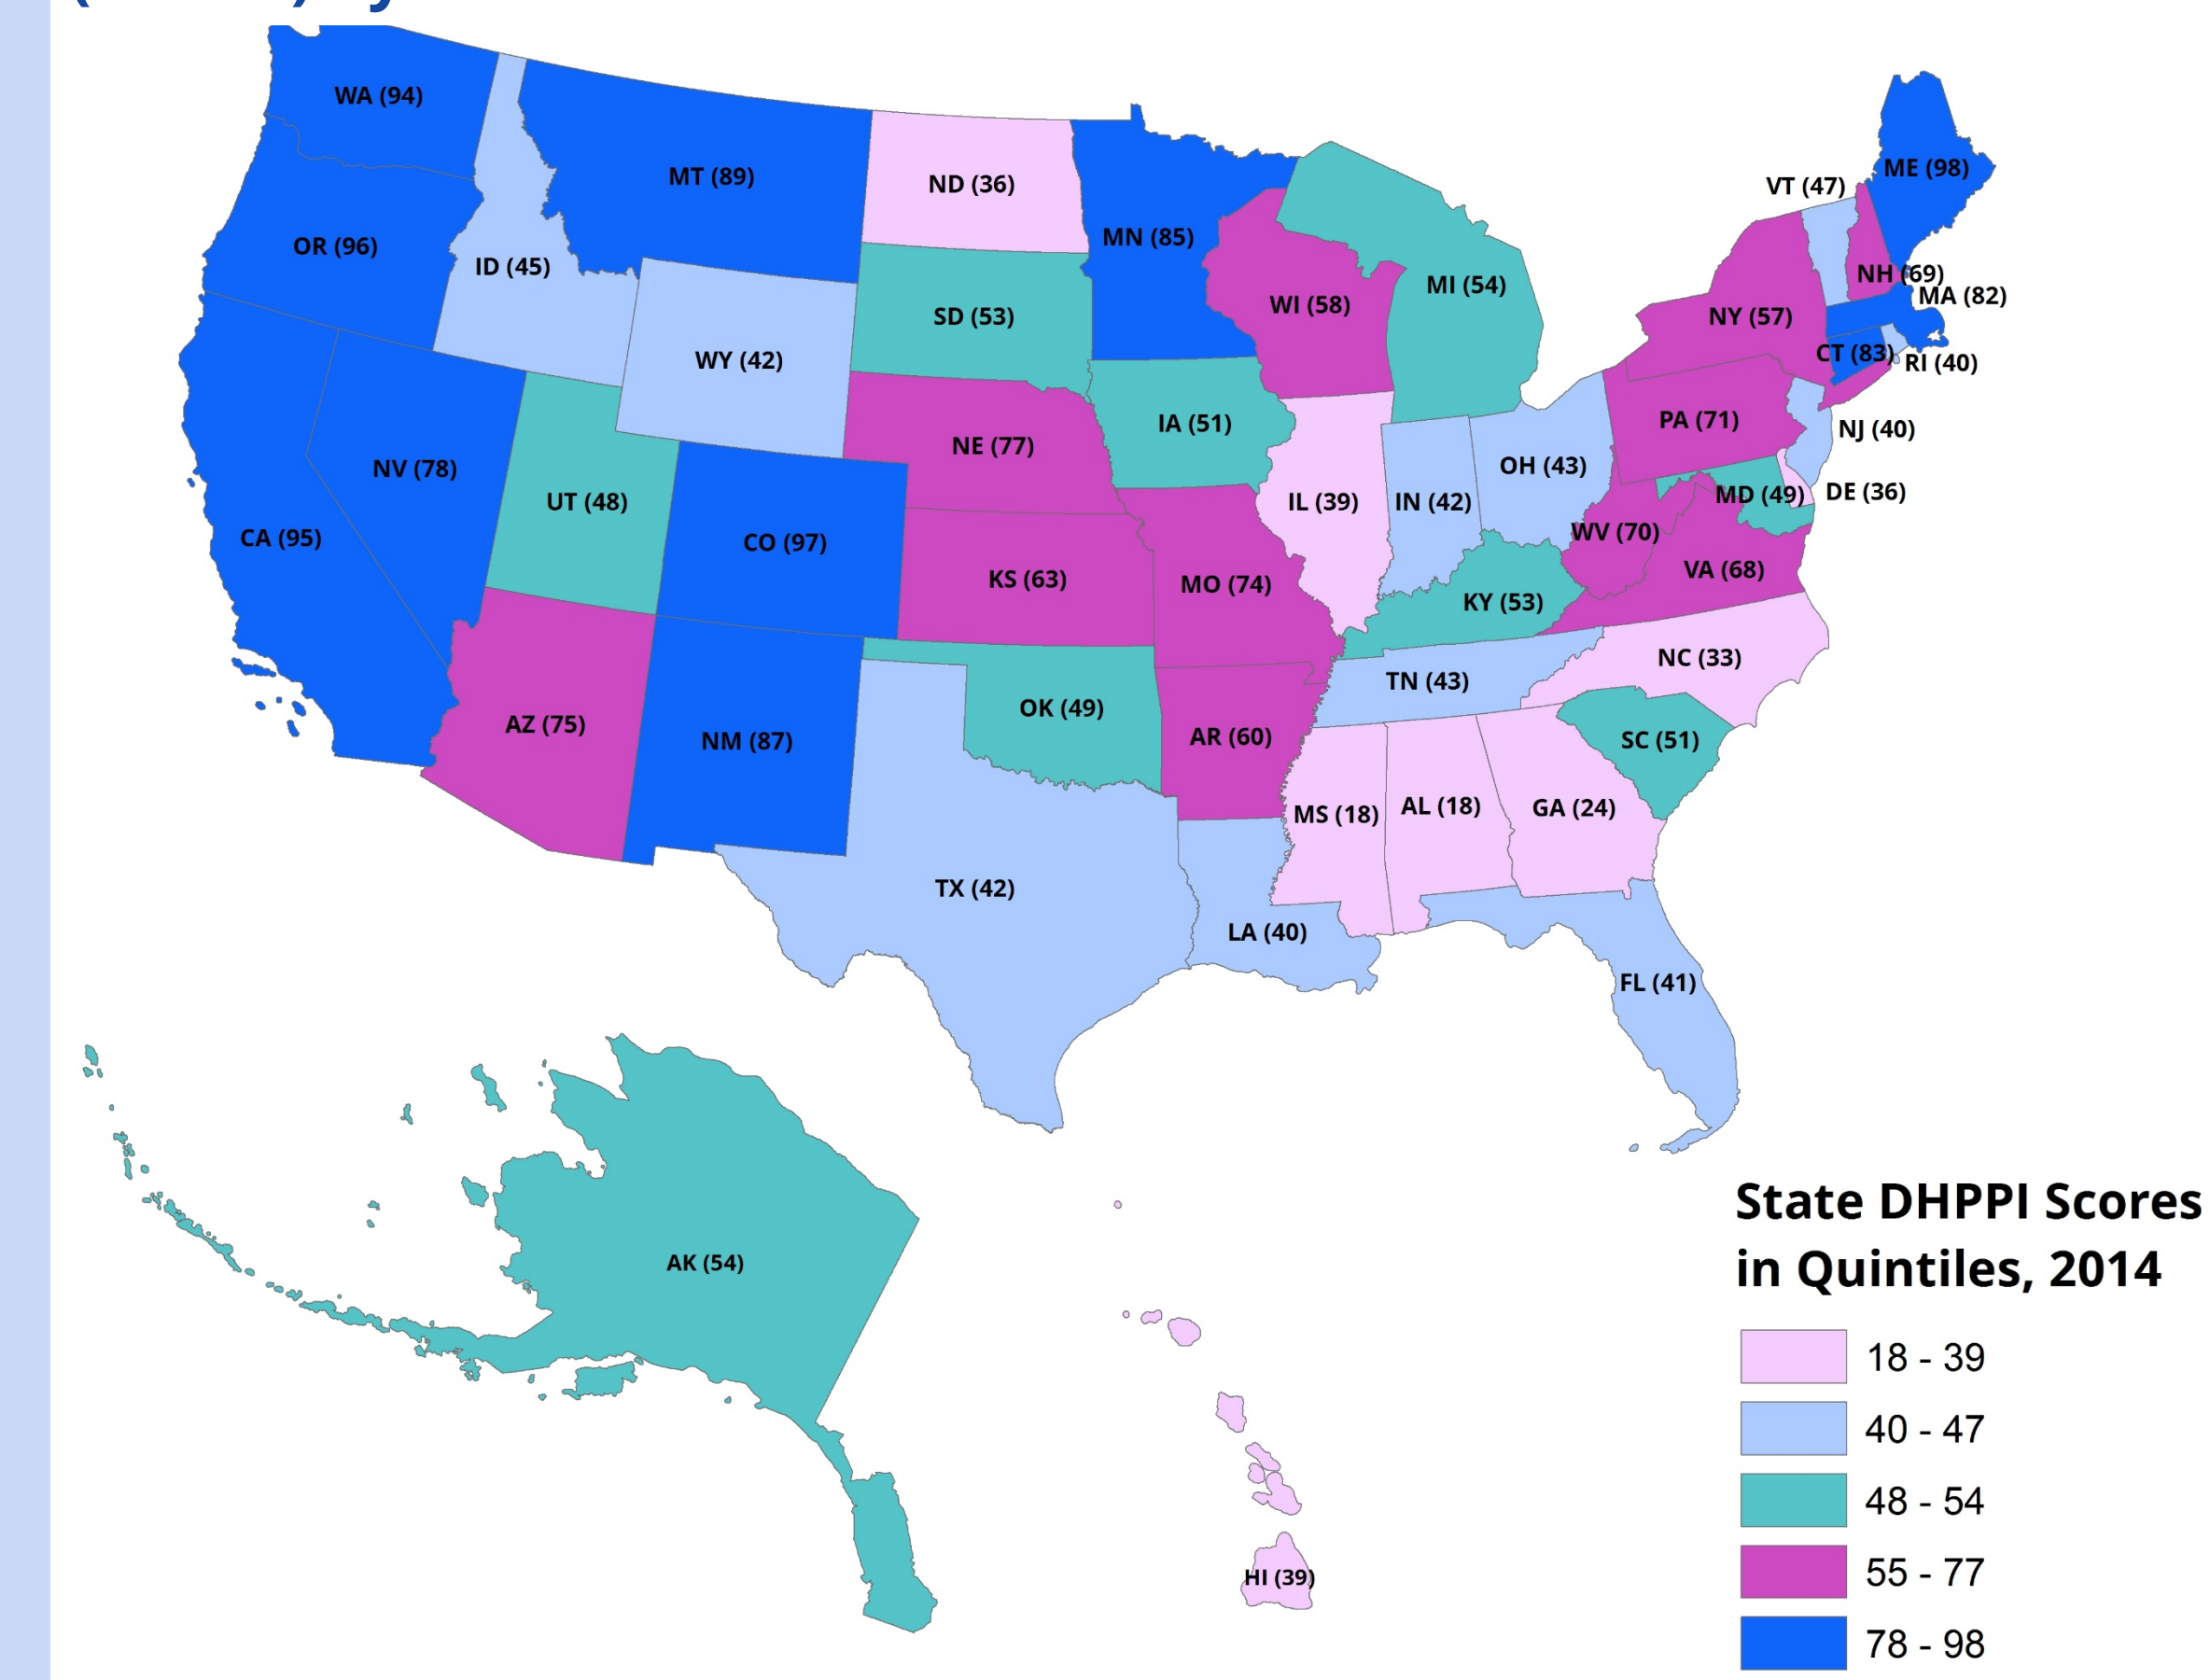 WA (94)
MT (89)
ND (36)
ME (98)
VT (47)
MN (85)
OR (96)
ID (45)
NH (69)
MI (54)
MA (82)
WI (58)
SD (53)
NY (57)
CT (83)
WY (42)
RI (40)
PA (71)
IA (51)
NJ (40)
NE (77)
NV (78)
OH (43)
UT (48)
IL (39)
IN (42)
MD (49)
DE (36)
CA (95)
CO (97)
WV (70)
VA (68)
KS (63)
MO (74)
KY (53)
NC (33)
TN (43)
OK (49)
AZ (75)
NM (87)
AR (60)
SC (51)
MS (18)
AL (18)
GA (24)
TX (42)
LA (40)
FL (41)
AK (54)
HI (39)
State DHPPI Scores
in Quintiles, 2014
18 - 39
40 - 47
48 - 54
55 - 77
78 - 98